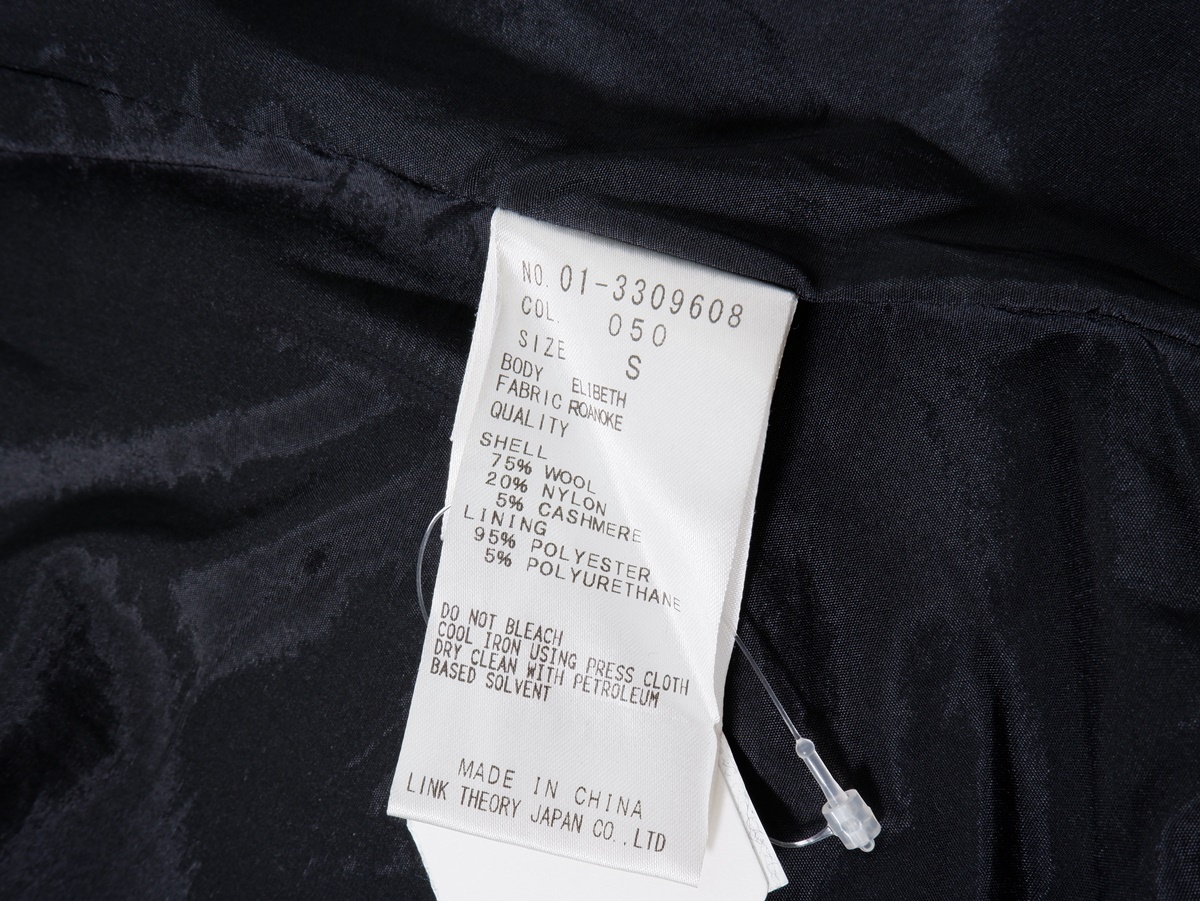 NO. 01-3309608
COL. 050
SIZE S
BODY ELIBETH
FABRIC ROANOKE
QUALITY
SHELL
75% WOOL
20% NYLON
5% CASHMERE
LINING
95% POLYESTER
5% POLYURETHANE
DO NOT BLEACH
COOL IRON USING PRESS CLOTH
DRY CLEAN WITH PETROLEUM
BASED SOLVENT
MADE IN CHINA
LINK THEORY JAPAN CO.,LTD